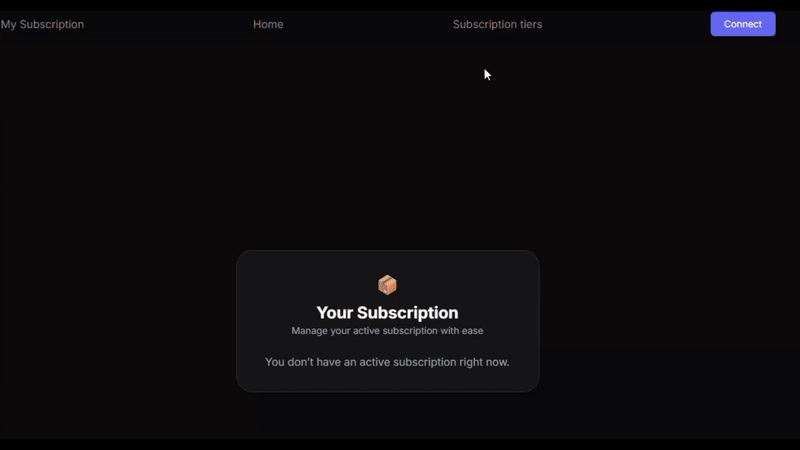 My Subscription
Home
Subscription tiers
Connect
Your Subscription
Manage your active subscription with ease
You don't have an active subscription right now.